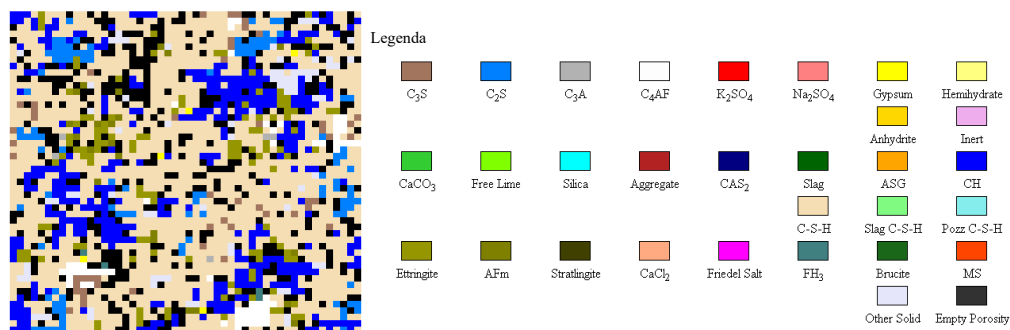 Legenda
C₃S C₂S C₃A C₄AF K₂SO₄ Na₂SO₄ Gypsum Hemihydrate
Anhydrite Inert
CaCO₃ Free Lime Silica Aggregate CAS₂ Slag ASG CH
C-S-H Slag C-S-H Pozz C-S-H
Ettringite AFm Stratlingite CaCl₂ Friedel Salt FH₃ Brucite MS
Other Solid Empty Porosity